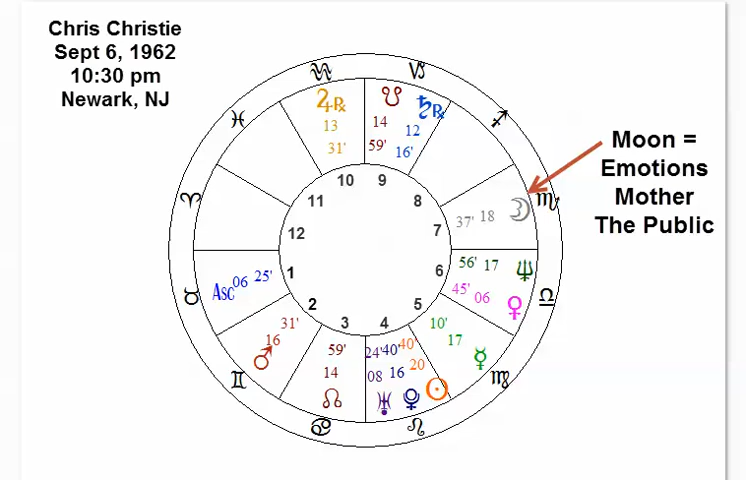 Chris Christie
Sept 6, 1962
10:30 pm
Newark, NJ
Moon =
Emotions
Mother
The Public
13
31'
14
59'
12
16'
10
9
11
8
12
7
37' 18
1
6
56' 17
Asc 06 25'
45' 06
2
5
3
4
31'
16
59'
14
24' 40' 40'
08 16 20
10'
17